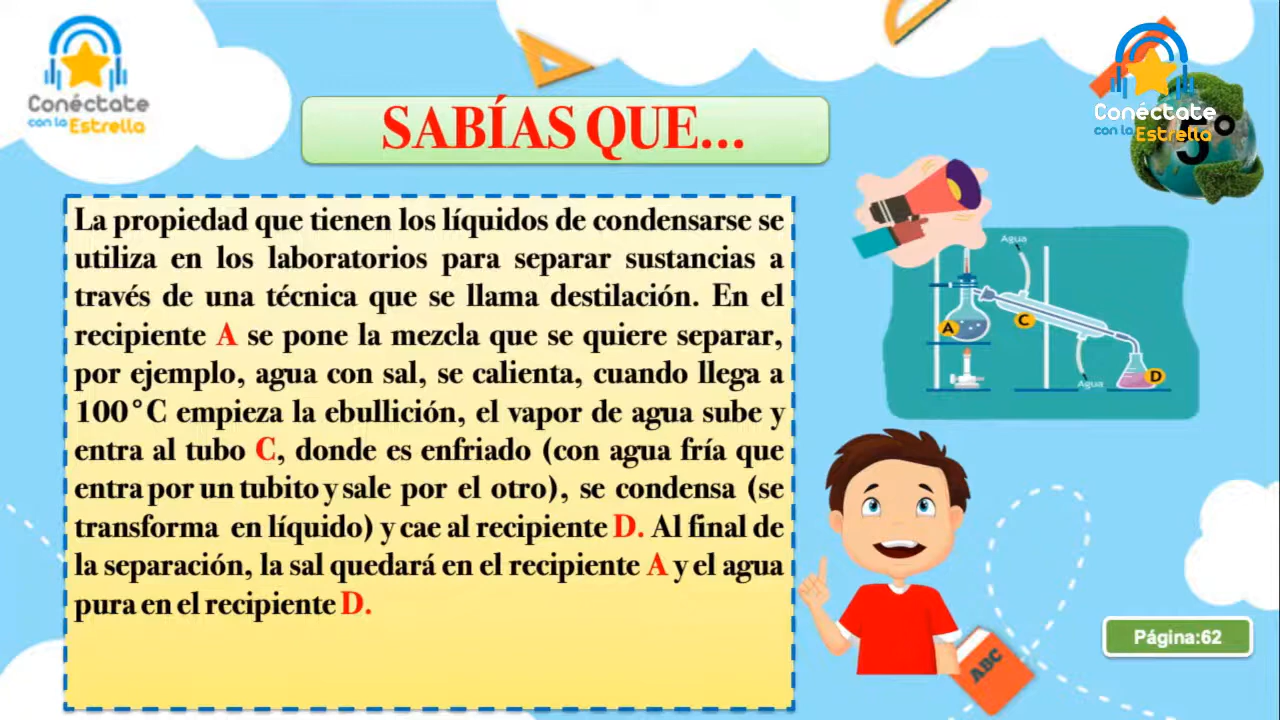 Conéctate
con la Estrella
SABÍAS QUE...
Conéctate
con la Estrella
5°
La propiedad que tienen los líquidos de condensarse se
utiliza en los laboratorios para separar sustancias a
través de una técnica que se llama destilación. En el
recipiente A se pone la mezcla que se quiere separar,
por ejemplo, agua con sal, se calienta, cuando llega a
100°C empieza la ebullición, el vapor de agua sube y
entra al tubo C, donde es enfriado (con agua fría que
entra por un tubito y sale por el otro), se condensa (se
transforma en líquido) y cae al recipiente D. Al final de
la separación, la sal quedará en el recipiente A y el agua
pura en el recipiente D.
Agua
A
C
D
Agua
ABC
Página:62